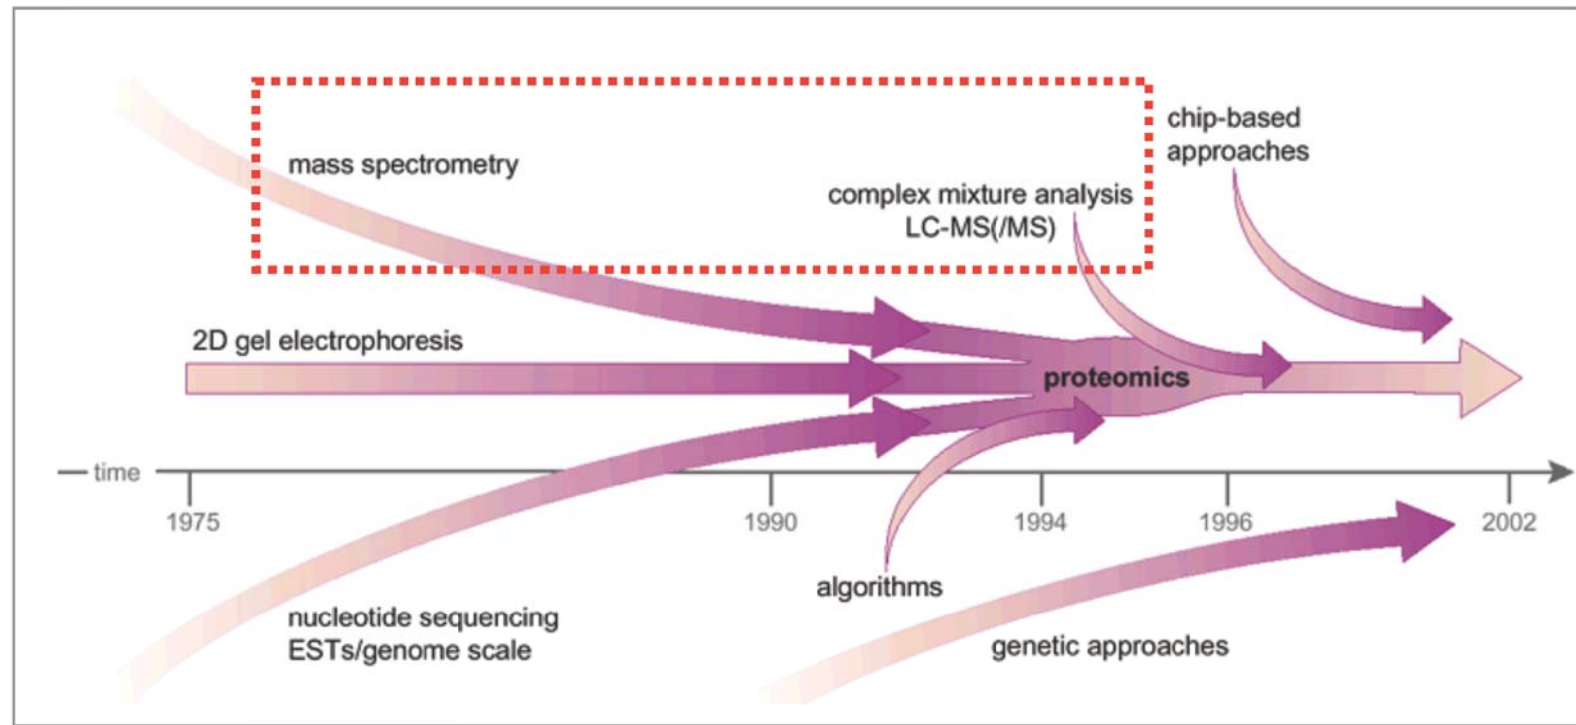 chip-based
approaches
mass spectrometry
complex mixture analysis
LC-MS(/MS)
2D gel electrophoresis
proteomics
time
1975
1990
1994
1996
2002
algorithms
nucleotide sequencing
ESTs/genome scale
genetic approaches